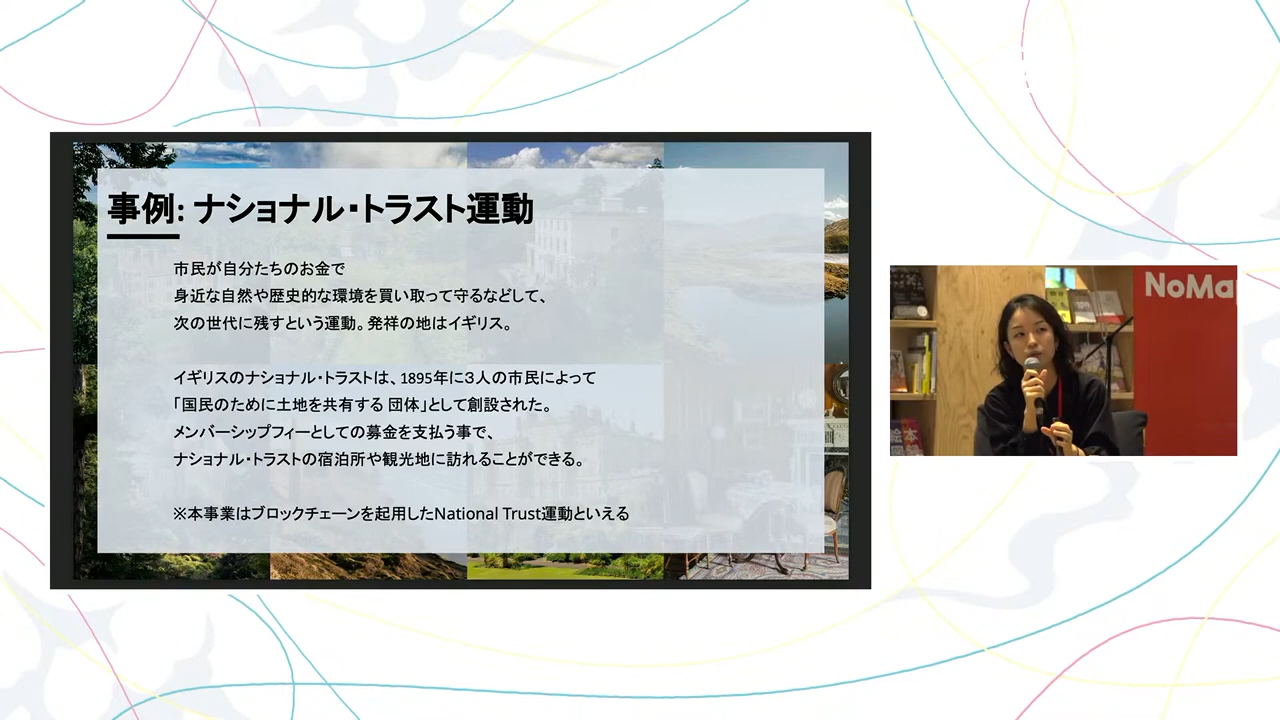 事例: ナショナル・トラスト運動
市民が自分たちのお金で
身近な自然や歴史的な環境を買い取って守るなどして、
次の世代に残すという運動。発祥の地はイギリス。
イギリスのナショナル・トラストは、1895年に３人の市民によって
「国民のために土地を共有する 団体」として創設された。
メンバーシップフィーとしての募金を支払う事で、
ナショナル・トラストの宿泊所や観光地に訪れることができる。
※本事業はブロックチェーンを起用したNational Trust運動といえる
NoMa
絵本